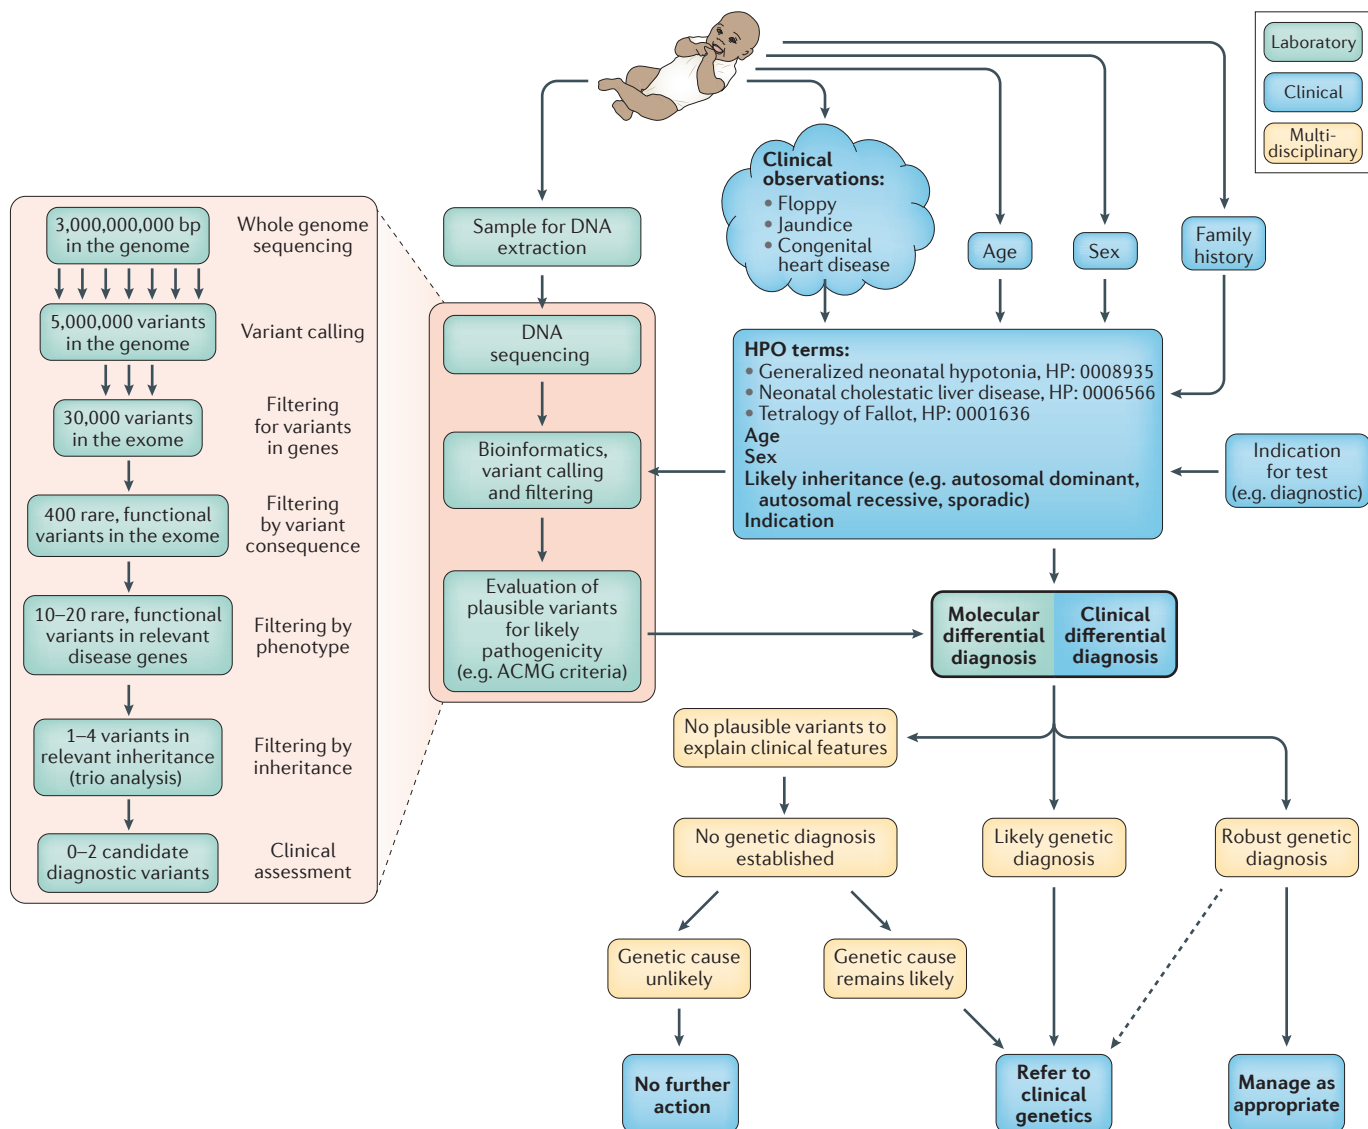 Laboratory
Clinical
Multi-
disciplinary
3,000,000,000 bp
in the genome
Whole genome
sequencing
5,000,000 variants
in the genome
Variant calling
30,000 variants
in the exome
Filtering
for variants
in genes
400 rare, functional
variants in the exome
Filtering
by variant
consequence
10–20 rare, functional
variants in relevant
disease genes
Filtering by
phenotype
1–4 variants in
relevant inheritance
(trio analysis)
Filtering by
inheritance
0–2 candidate
diagnostic variants
Clinical
assessment
Sample for DNA
extraction
DNA
sequencing
Bioinformatics,
variant calling
and filtering
Evaluation of
plausible variants
for likely
pathogenicity
(e.g. ACMG criteria)
Clinical
observations:
• Floppy
• Jaundice
• Congenital
heart disease
Age
Sex
Family
history
HPO terms:
• Generalized neonatal hypotonia, HP: 0008935
• Neonatal cholestatic liver disease, HP: 0006566
• Tetralogy of Fallot, HP: 0001636
Age
Sex
Likely inheritance (e.g. autosomal dominant,
autosomal recessive, sporadic)
Indication
Indication
for test
(e.g. diagnostic)
Molecular
differential
diagnosis
Clinical
differential
diagnosis
No plausible variants to
explain clinical features
No genetic diagnosis
established
Likely genetic
diagnosis
Robust genetic
diagnosis
Genetic cause
unlikely
Genetic cause
remains likely
No further
action
Refer to
clinical
genetics
Manage as
appropriate